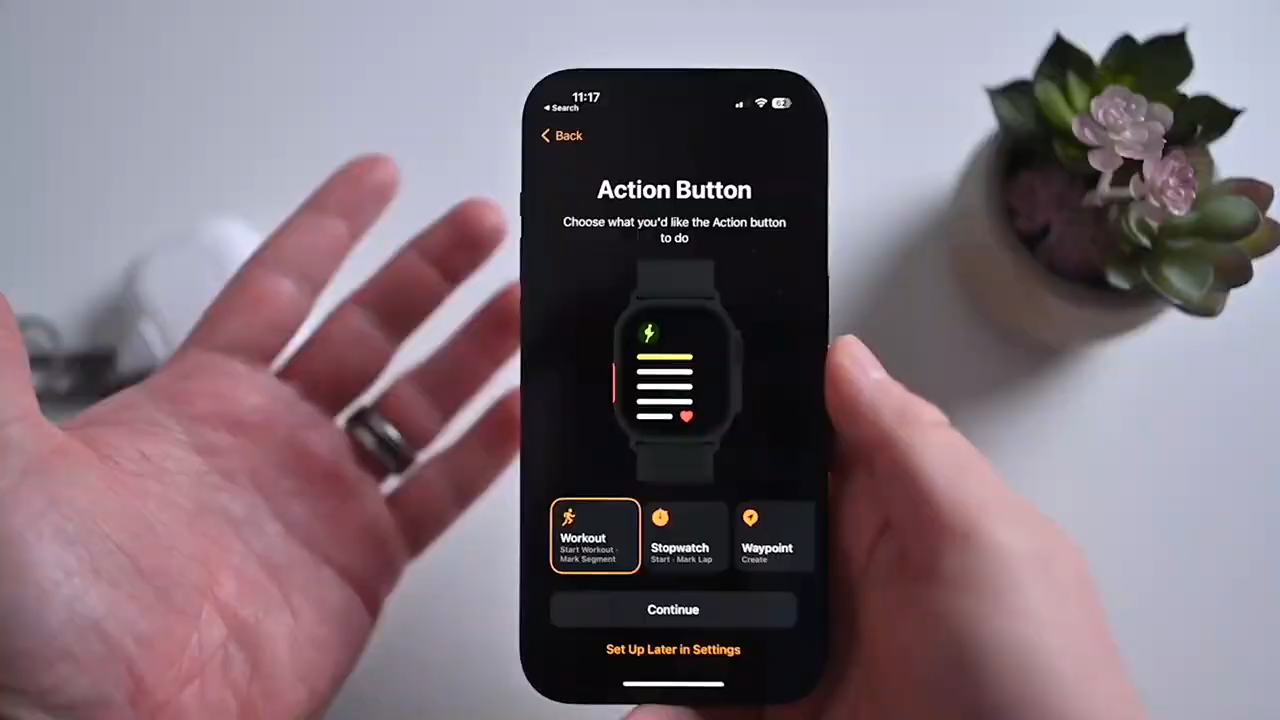 11:17
Search
62
Back
Action Button
Choose what you'd like the Action button
to do
Workout
Start Workout ·
Mark Segment
Stopwatch
Start · Mark Lap
Waypoint
Create
Continue
Set Up Later in Settings